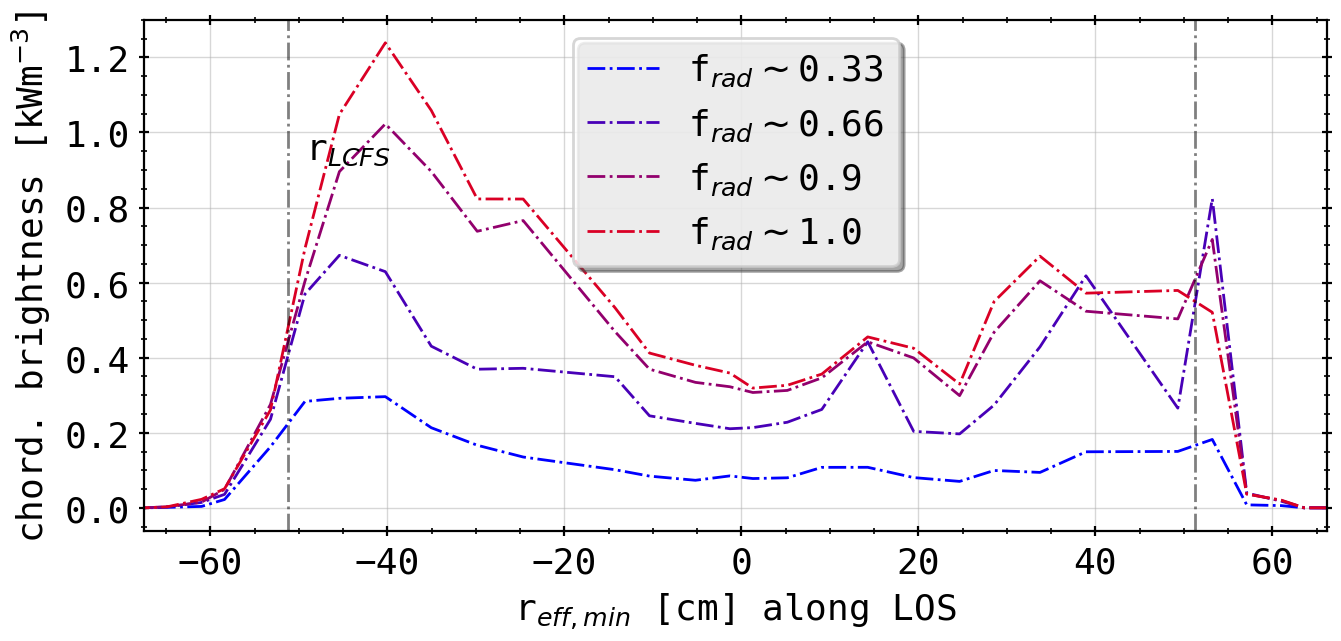 chord. brightness [kWm⁻³]
1.2
1.0
0.8
0.6
0.4
0.2
0.0
r_LCFS
f_rad ~ 0.33
f_rad ~ 0.66
f_rad ~ 0.9
f_rad ~ 1.0
−60 −40 −20 0 20 40 60
r_eff,min [cm] along LOS